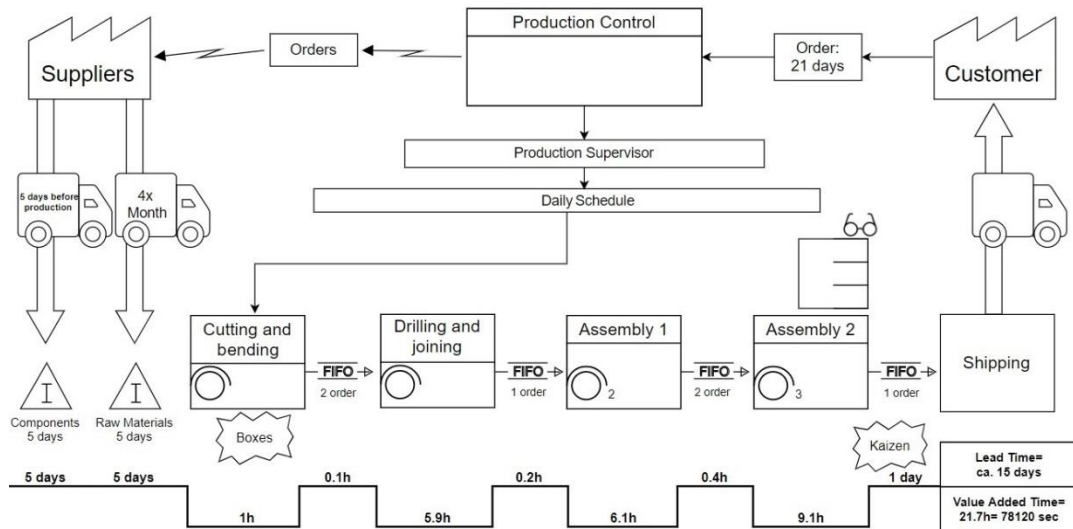 Production Control
Suppliers
Orders
Order:
21 days
Customer
Production Supervisor
Daily Schedule
5 days before
production
4x
Month
Cutting and
bending
Drilling and
joining
Assembly 1
Assembly 2
Shipping
FIFO
2 order
FIFO
1 order
2
FIFO
2 order
3
FIFO
1 order
I
I
Components
5 days
Raw Materials
5 days
Boxes
Kaizen
5 days
5 days
0.1h
0.2h
0.4h
1 day
1h
5.9h
6.1h
9.1h
Lead Time=
ca. 15 days
Value Added Time=
21.7h= 78120 sec